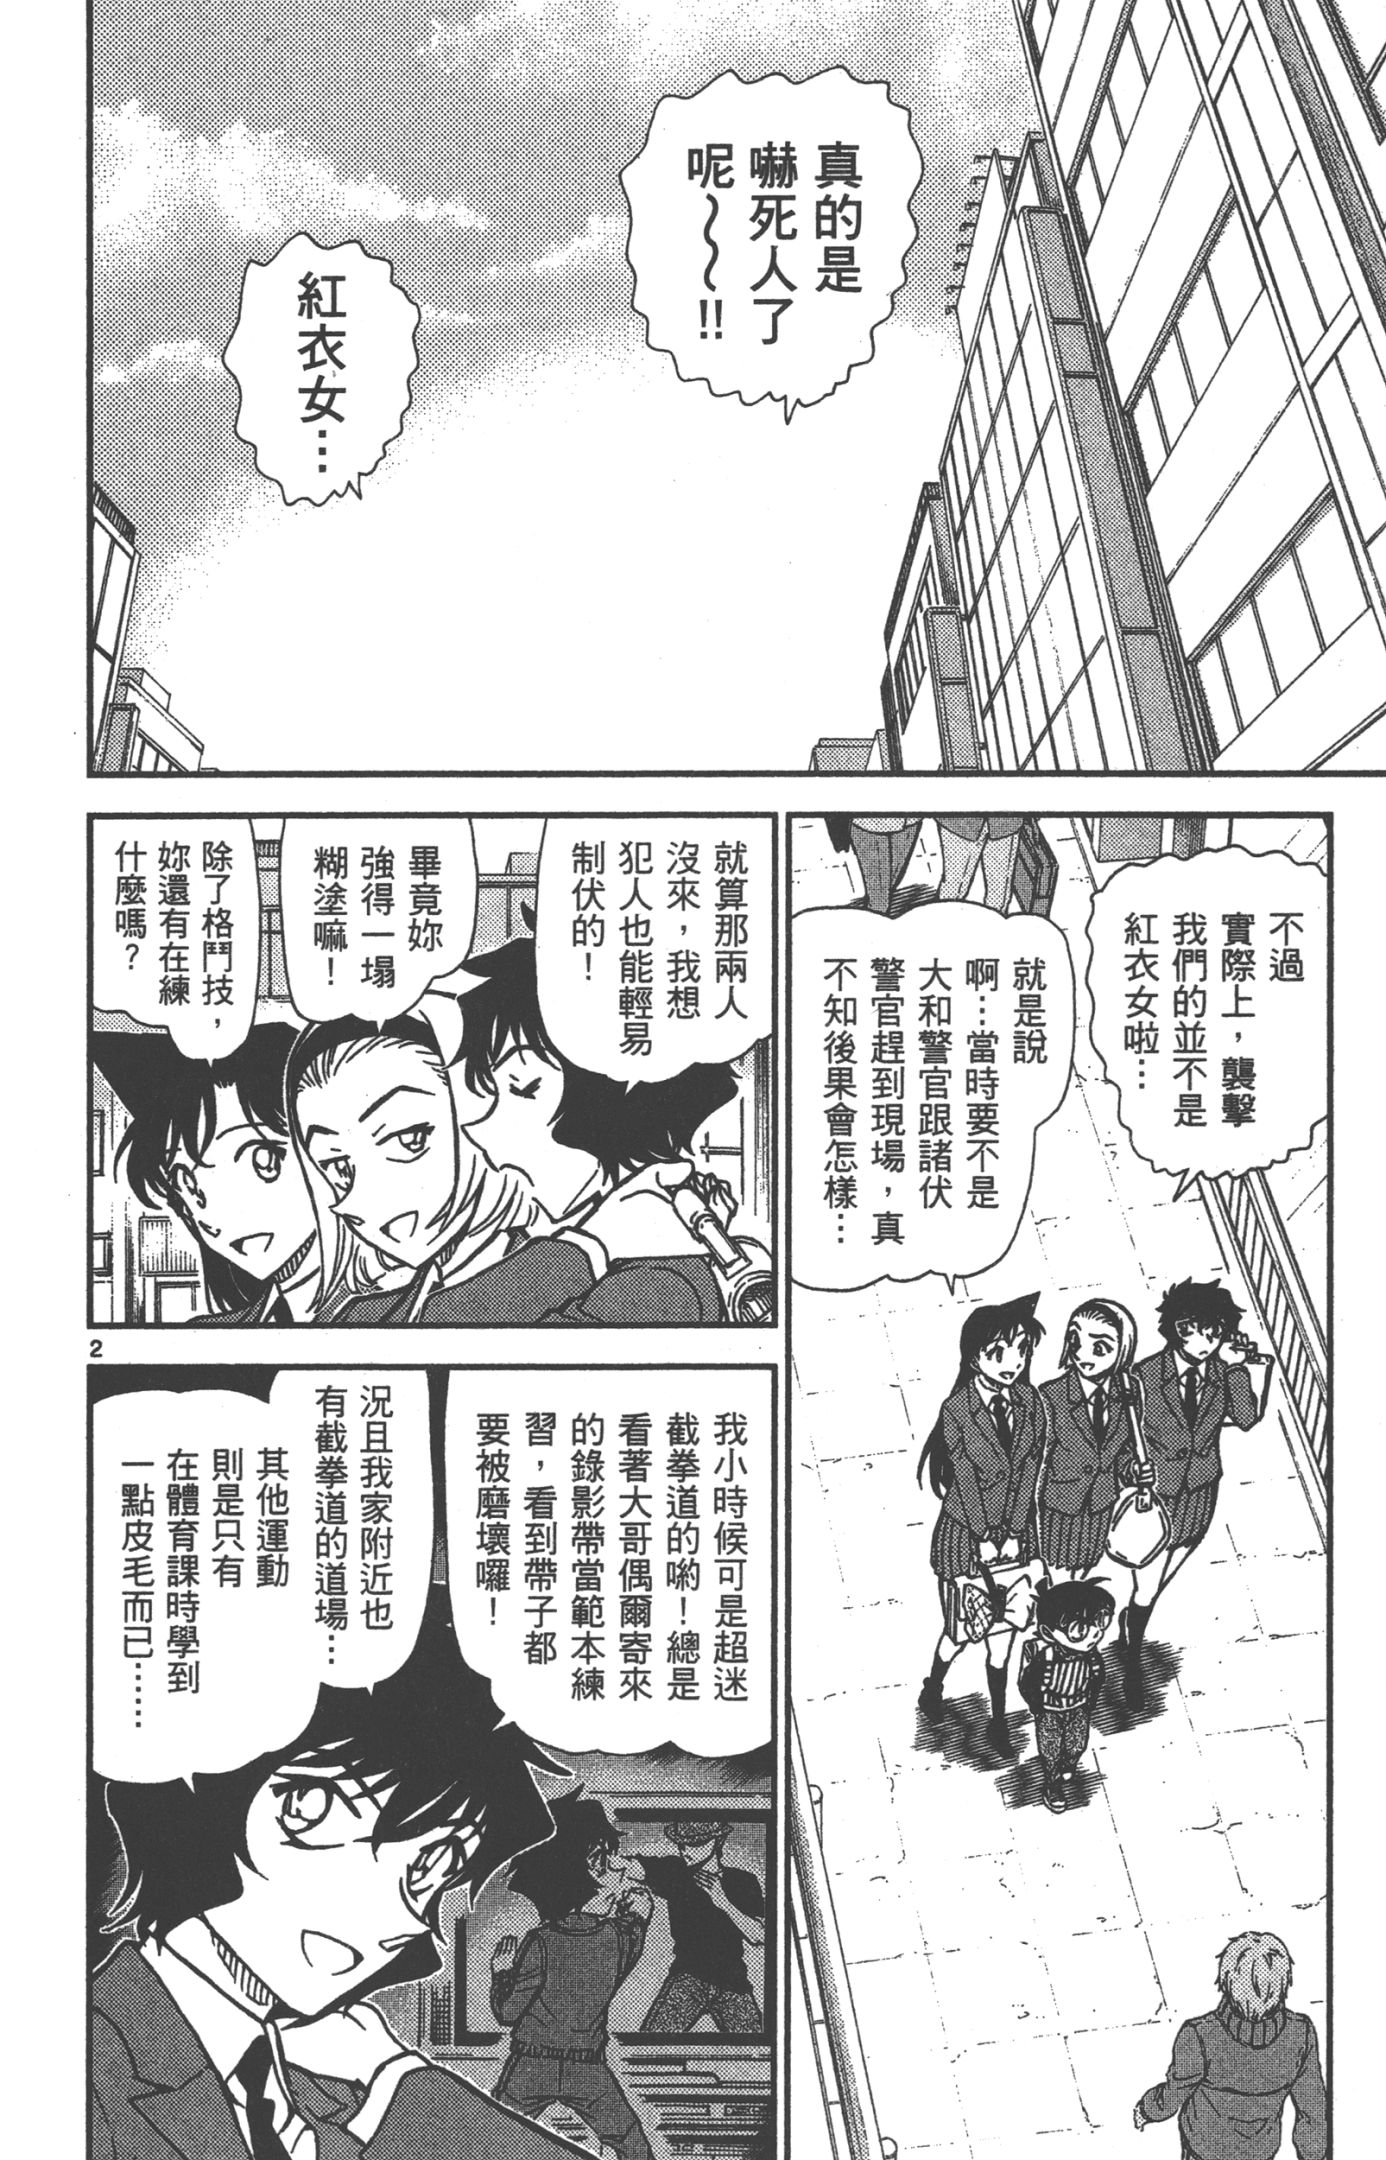 真的是
嚇死人了
呢～～!!
紅衣女…
不過
實際上，襲擊
我們的並不是
紅衣女啦…
就是說
啊…當時要不是
大和警官跟諸伏
警官趕到現場，真
不知後果會怎樣…
就算那兩人
沒來，我想
犯人也能輕易
制伏的！
畢竟妳
強得一塌
糊塗嘛！
除了格鬥技，
妳還有在練
什麼嗎？
2
我小時候可是超迷
截拳道的喲！總是
看著大哥偶爾寄來
的錄影帶當範本練
習，看到帶子都
要被磨壞囉！
況且我家附近也
有截拳道的道場…
其他運動
則是只有
在體育課時學到
一點皮毛而已……